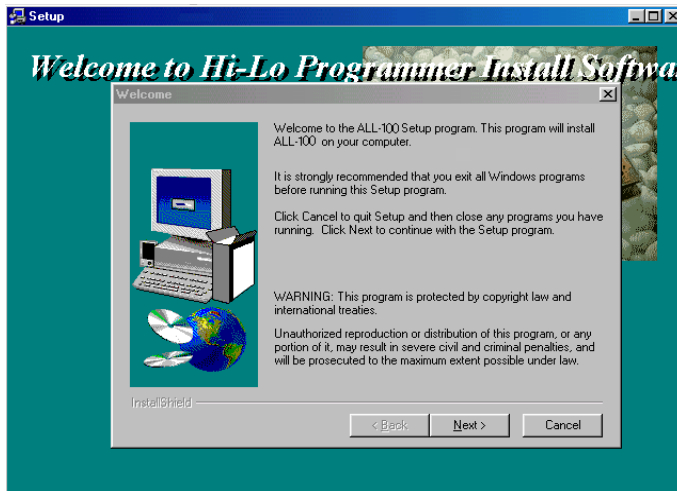 Setup
Welcome to Hi-Lo Programmer Install Softwa
Welcome
Welcome to the ALL-100 Setup program. This program will install
ALL-100 on your computer.
It is strongly recommended that you exit all Windows programs
before running this Setup program.
Click Cancel to quit Setup and then close any programs you have
running. Click Next to continue with the Setup program.
WARNING: This program is protected by copyright law and
international treaties.
Unauthorized reproduction or distribution of this program, or any
portion of it, may result in severe civil and criminal penalties, and
will be prosecuted to the maximum extent possible under law.
InstallShield
< Back
Next >
Cancel